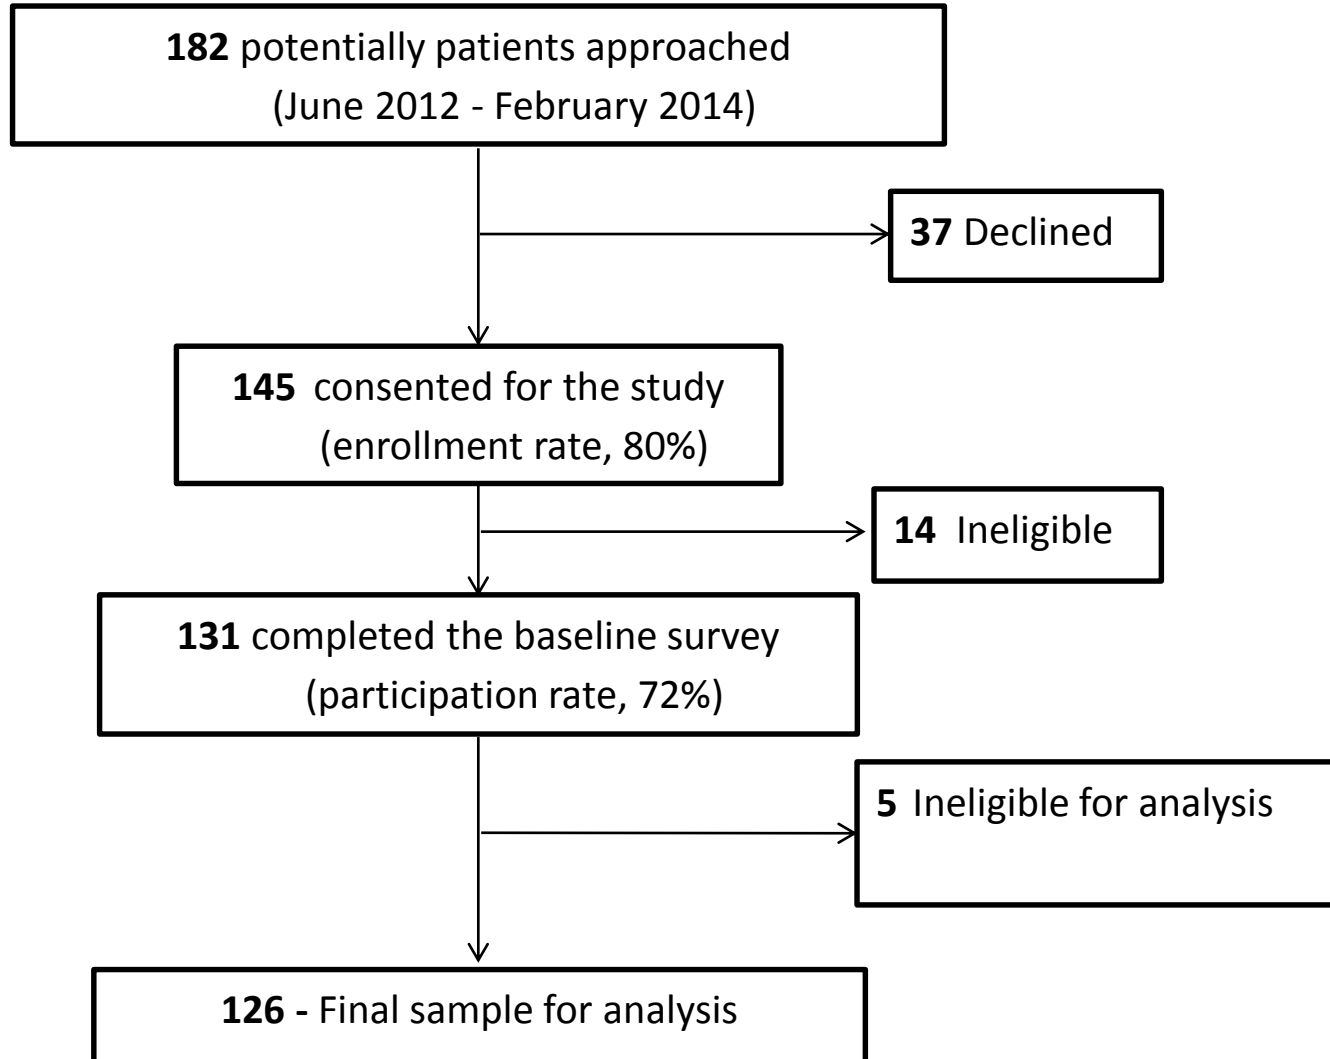 182 potentially patients approached
(June 2012 - February 2014)
37 Declined
145 consented for the study
(enrollment rate, 80%)
14 Ineligible
131 completed the baseline survey
(participation rate, 72%)
5 Ineligible for analysis
126 - Final sample for analysis